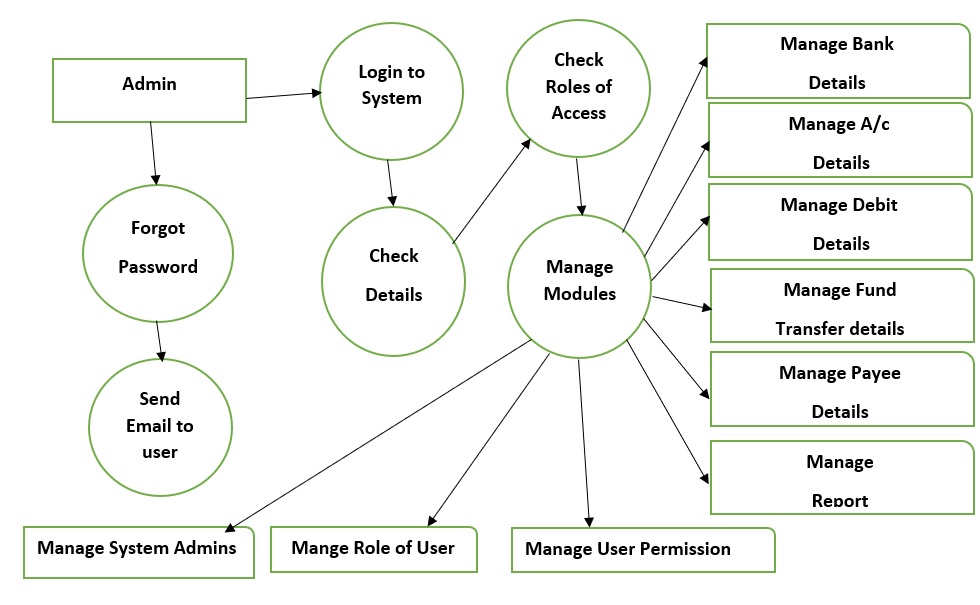 Admin
Login to
System
Check
Roles of
Access
Manage Bank
Details
Manage A/c
Details
Manage Debit
Details
Forgot
Password
Check
Details
Manage
Modules
Manage Fund
Transfer details
Manage Payee
Details
Send
Email to
user
Manage
Report
Manage System Admins
Mange Role of User
Manage User Permission